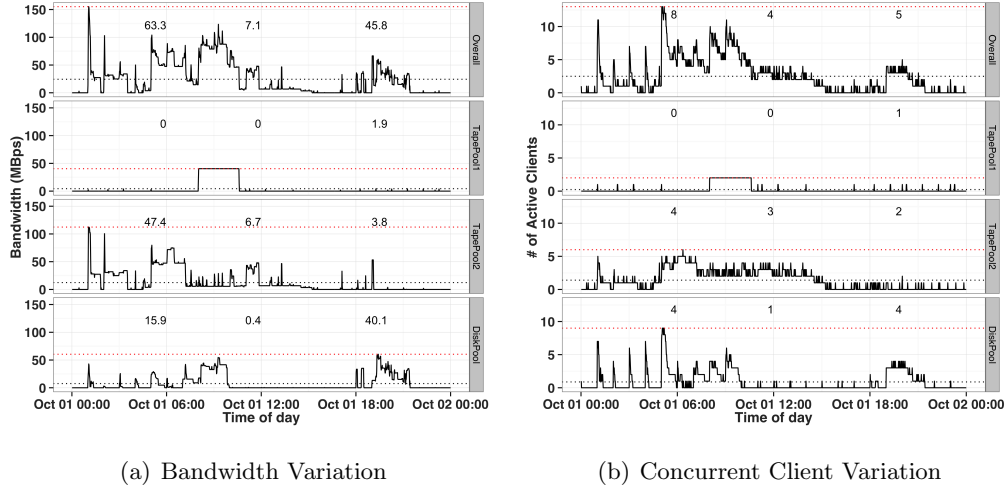 63.3 7.1 45.8
150
100
50
0
Overall
0 0 1.9
150
100
50
0
TapePool1
47.4 6.7 3.8
150
100
50
0
TapePool2
15.9 0.4 40.1
150
100
50
0
DiskPool
Bandwidth (MBps)
Oct 01 00:00 Oct 01 06:00 Oct 01 12:00 Oct 01 18:00 Oct 02 00:00
Time of day
(a) Bandwidth Variation
8 4 5
10
5
0
Overall
0 0 1
10
5
0
TapePool1
4 3 2
10
5
0
TapePool2
4 1 4
10
5
0
DiskPool
# of Active Clients
Oct 01 00:00 Oct 01 06:00 Oct 01 12:00 Oct 01 18:00 Oct 02 00:00
Time of day
(b) Concurrent Client Variation